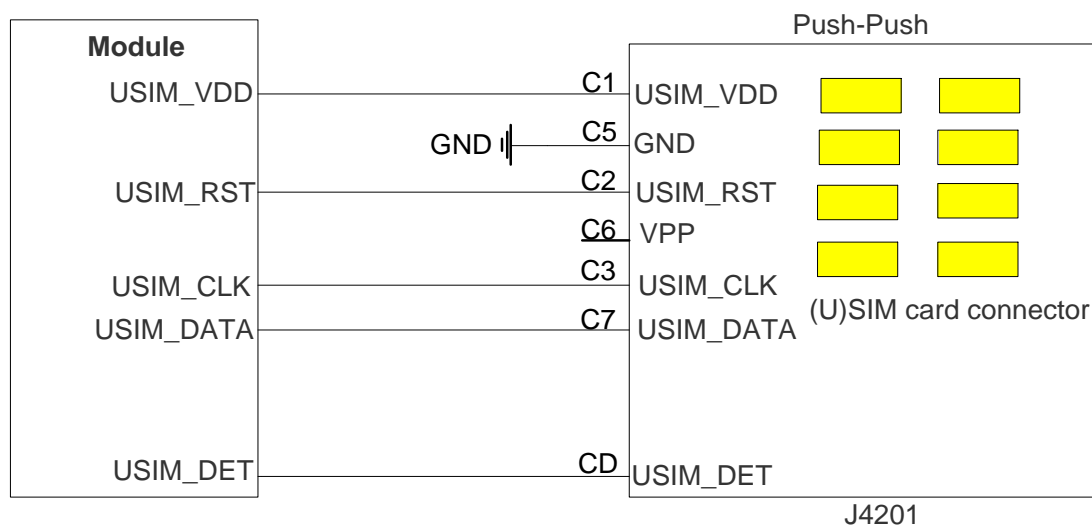 Push-Push
Module
USIM_VDD C1 USIM_VDD
GND C5 GND
USIM_RST C2 USIM_RST
C6 VPP
USIM_CLK C3 USIM_CLK
USIM_DATA C7 USIM_DATA
(U)SIM card connector
USIM_DET CD USIM_DET
J4201